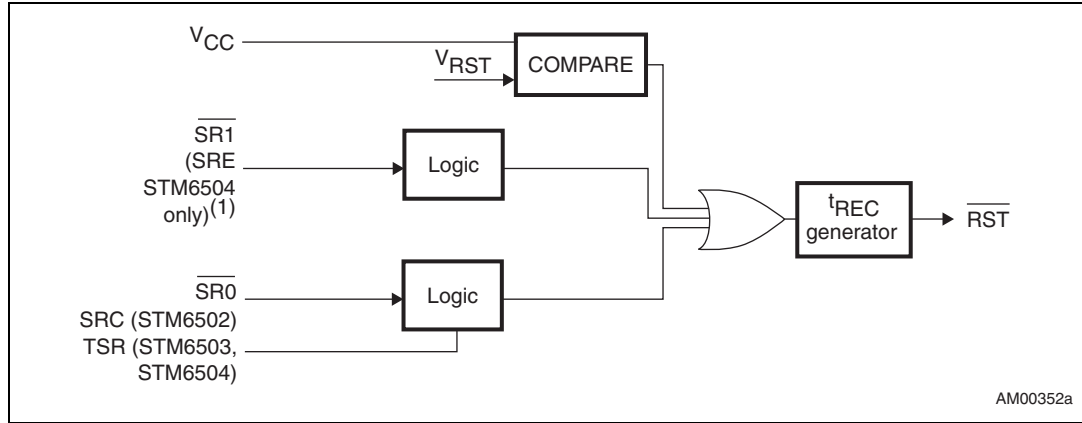 VCC
VRST
COMPARE
SR1
(SRE
STM6504
only)(1)
Logic
tREC
generator
RST
SR0
SRC (STM6502)
TSR (STM6503,
STM6504)
Logic
AM00352a